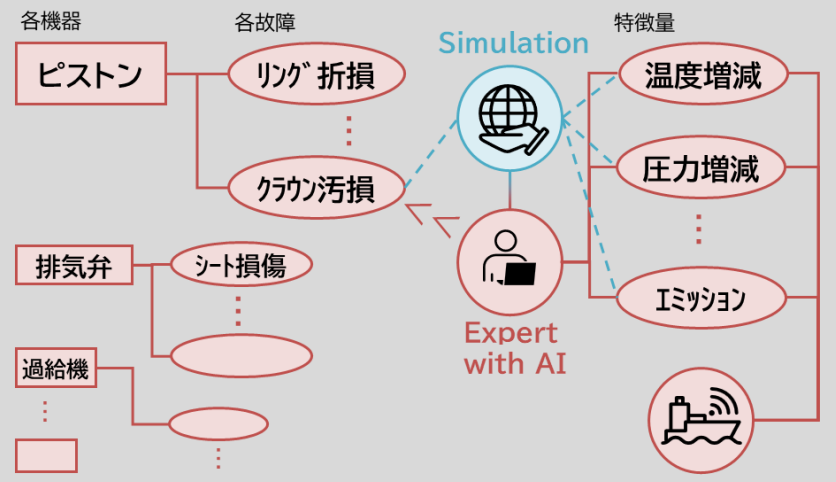 各機器
各故障
特徴量
Simulation
ピストン
リング 折損
温度増減
クラウン汚損
圧力増減
排気弁
シート損傷
エミッション
Expert
with AI
過給機